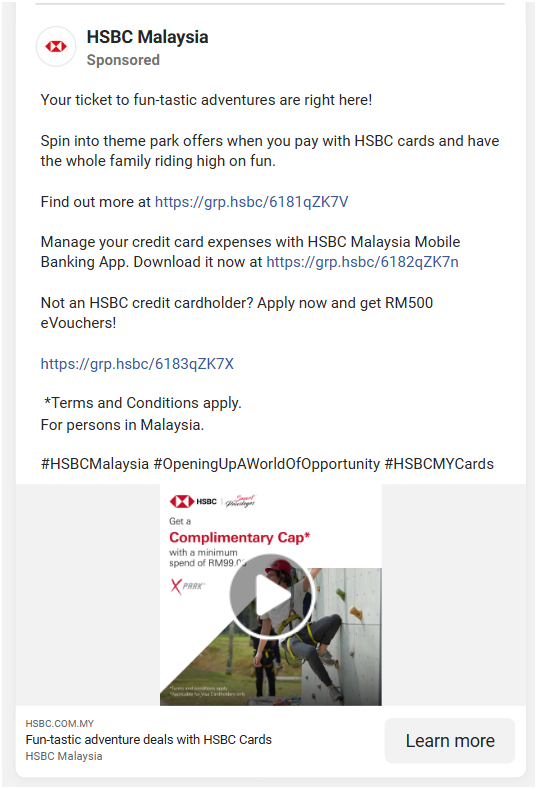 HSBC Malaysia
Sponsored
Your ticket to fun-tastic adventures are right here!
Spin into theme park offers when you pay with HSBC cards and have
the whole family riding high on fun.
Find out more at https://grp.hsbc/6181qZK7V
Manage your credit card expenses with HSBC Malaysia Mobile
Banking App. Download it now at https://grp.hsbc/6182qZK7n
Not an HSBC credit cardholder? Apply now and get RM500
eVouchers!
https://grp.hsbc/6183qZK7X
*Terms and Conditions apply.
For persons in Malaysia.
#HSBCMalaysia #OpeningUpAWorldOfOpportunity #HSBCMYCards
HSBC | Smart Privileges
Get a
Complimentary Cap*
with a minimum
spend of RM99.0
X PARK
*Terms and conditions apply
*Applicable for Visa Cardholders only
HSBC.COM.MY
Fun-tastic adventure deals with HSBC Cards
HSBC Malaysia
Learn more